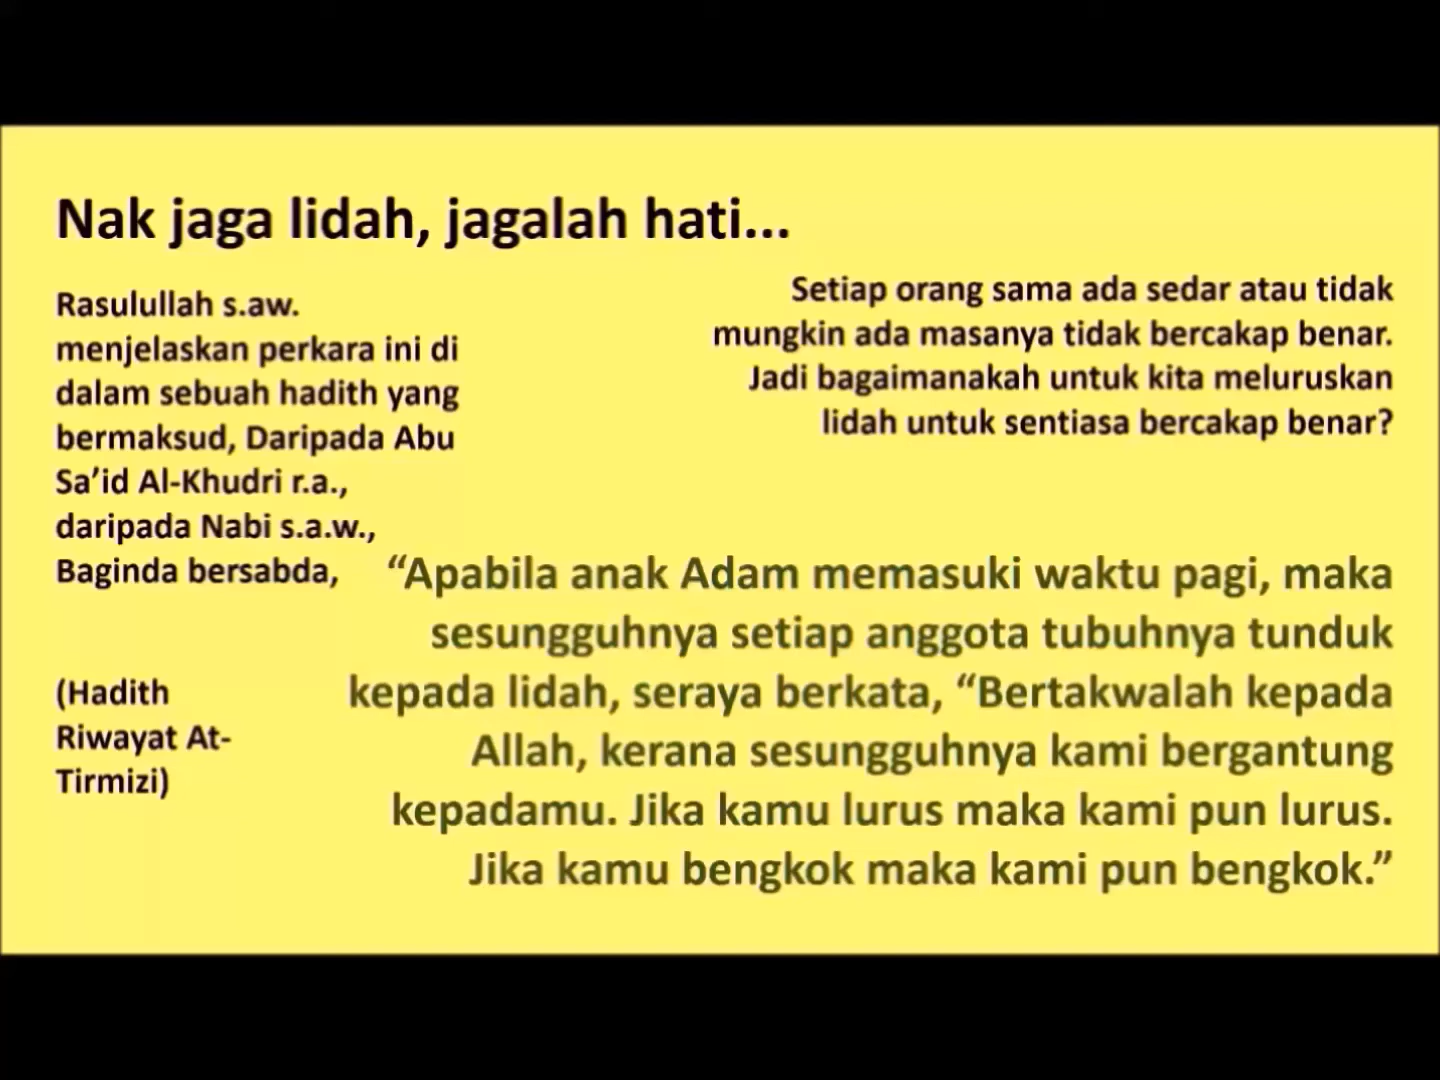 Nak jaga lidah, jagalah hati...
Setiap orang sama ada sedar atau tidak
mungkin ada masanya tidak bercakap benar.
Jadi bagaimanakah untuk kita meluruskan
lidah untuk sentiasa bercakap benar?
Rasulullah s.aw.
menjelaskan perkara ini di
dalam sebuah hadith yang
bermaksud, Daripada Abu
Sa’id Al-Khudri r.a.,
daripada Nabi s.a.w.,
Baginda bersabda,
“Apabila anak Adam memasuki waktu pagi, maka
sesungguhnya setiap anggota tubuhnya tunduk
kepada lidah, seraya berkata, “Bertakwalah kepada
Allah, kerana sesungguhnya kami bergantung
kepadamu. Jika kamu lurus maka kami pun lurus.
Jika kamu bengkok maka kami pun bengkok.”
(Hadith
Riwayat At-
Tirmizi)